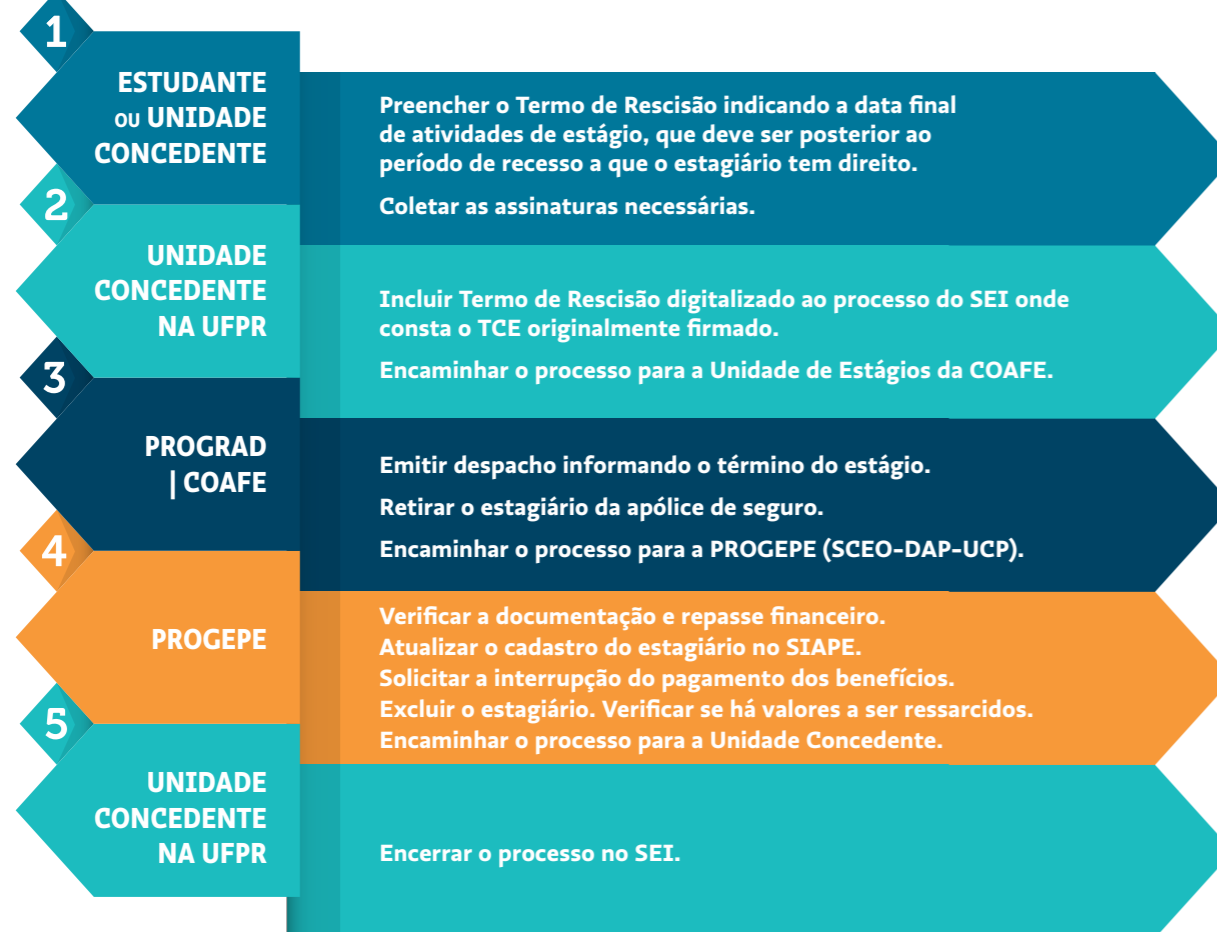 1
ESTUDANTE
OU UNIDADE
CONCEDENTE
Preencher o Termo de Rescisão indicando a data final
de atividades de estágio, que deve ser posterior ao
período de recesso a que o estagiário tem direito.
Coletar as assinaturas necessárias.
2
UNIDADE
CONCEDENTE
NA UFPR
Incluir Termo de Rescisão digitalizado ao processo do SEI onde
consta o TCE originalmente firmado.
Encaminhar o processo para a Unidade de Estágios da COAFE.
3
PROGRAD
| COAFE
Emitir despacho informando o término do estágio.
Retirar o estagiário da apólice de seguro.
Encaminhar o processo para a PROGEPE (SCEO-DAP-UCP).
4
PROGEPE
Verificar a documentação e repasse financeiro.
Atualizar o cadastro do estagiário no SIAPE.
Solicitar a interrupção do pagamento dos benefícios.
Excluir o estagiário. Verificar se há valores a ser ressarcidos.
Encaminhar o processo para a Unidade Concedente.
5
UNIDADE
CONCEDENTE
NA UFPR
Encerrar o processo no SEI.